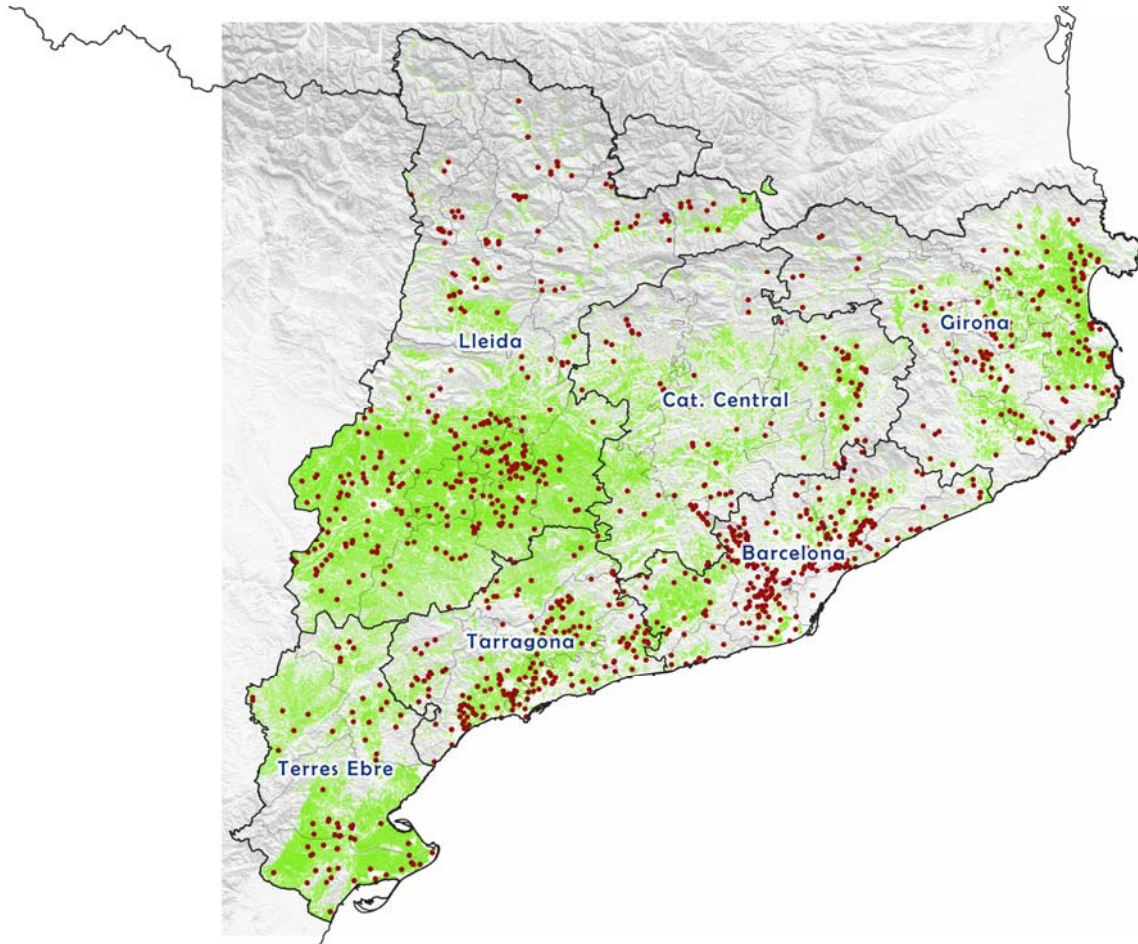 Girona
Lleida
Cat. Central
Barcelona
Tarragona
Terres Ebre